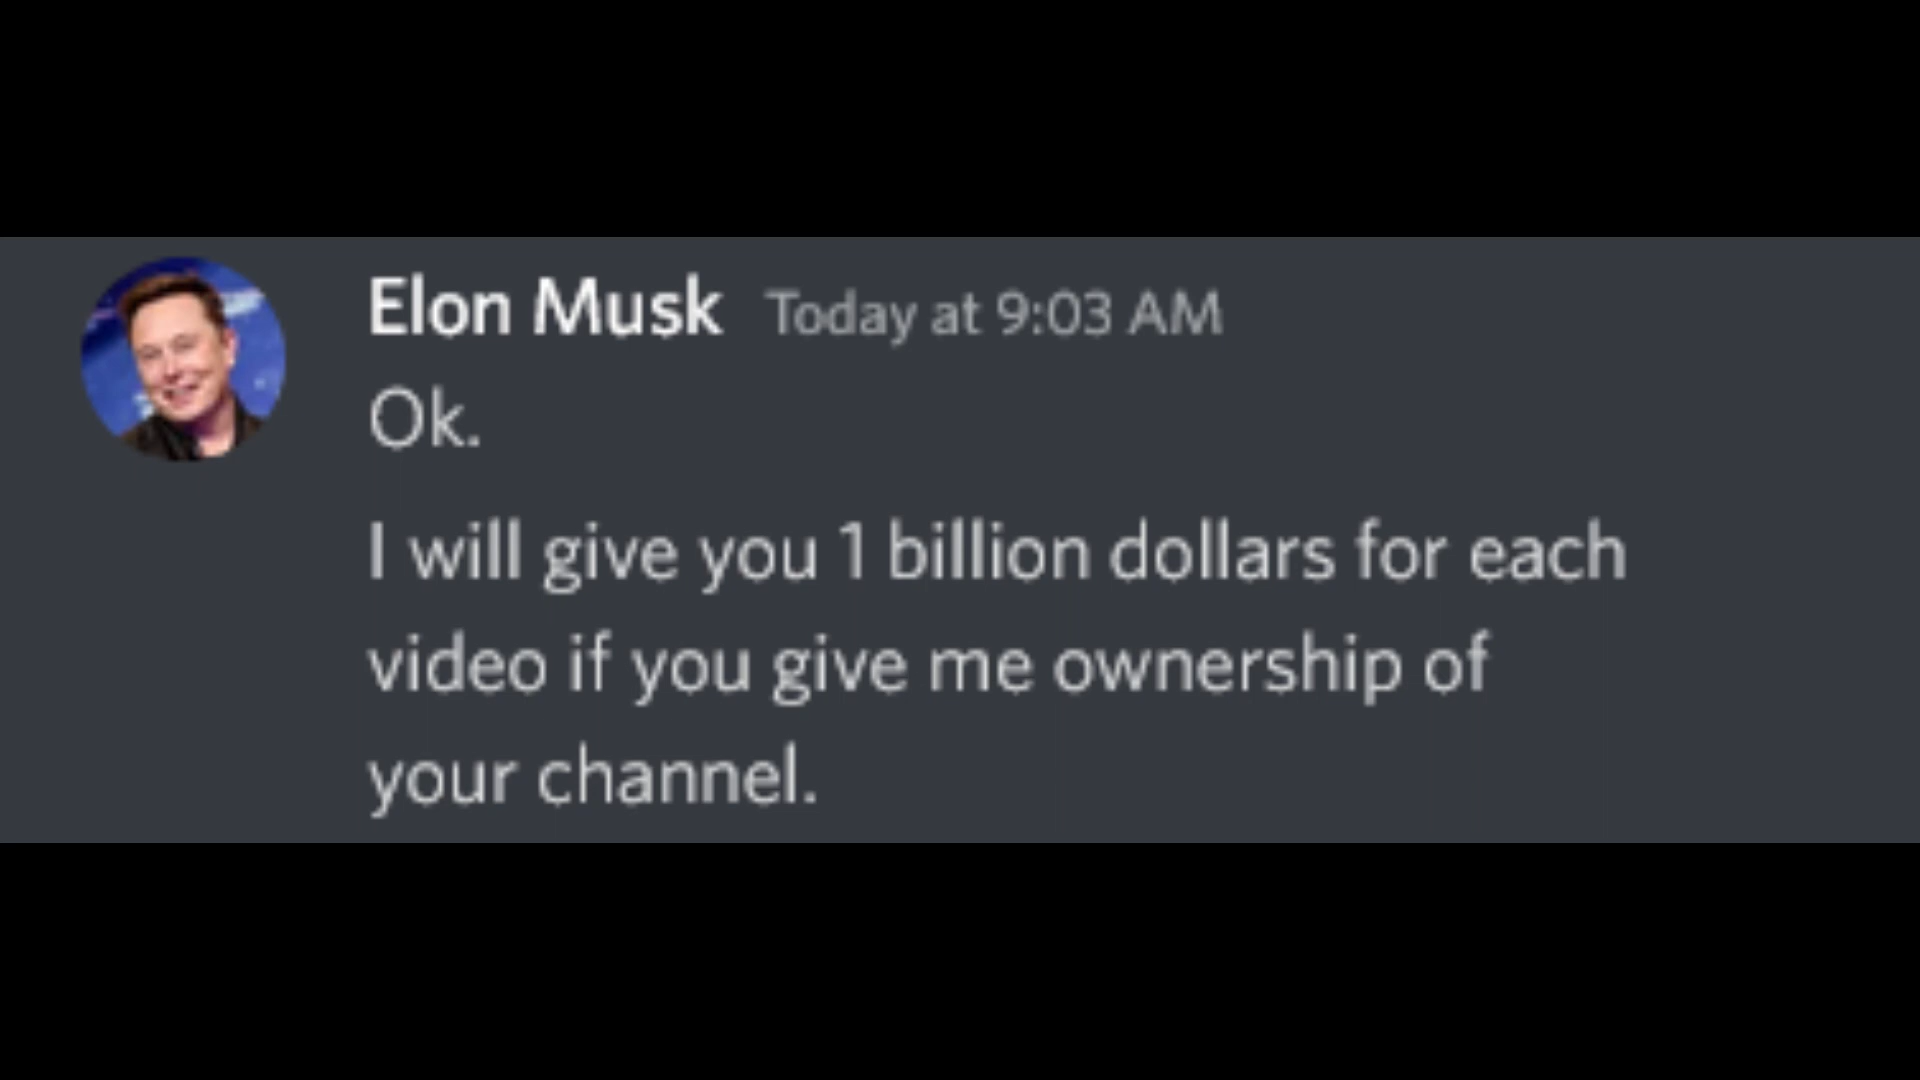 Elon Musk Today at 9:03 AM
Ok.
I will give you 1 billion dollars for each
video if you give me ownership of
your channel.